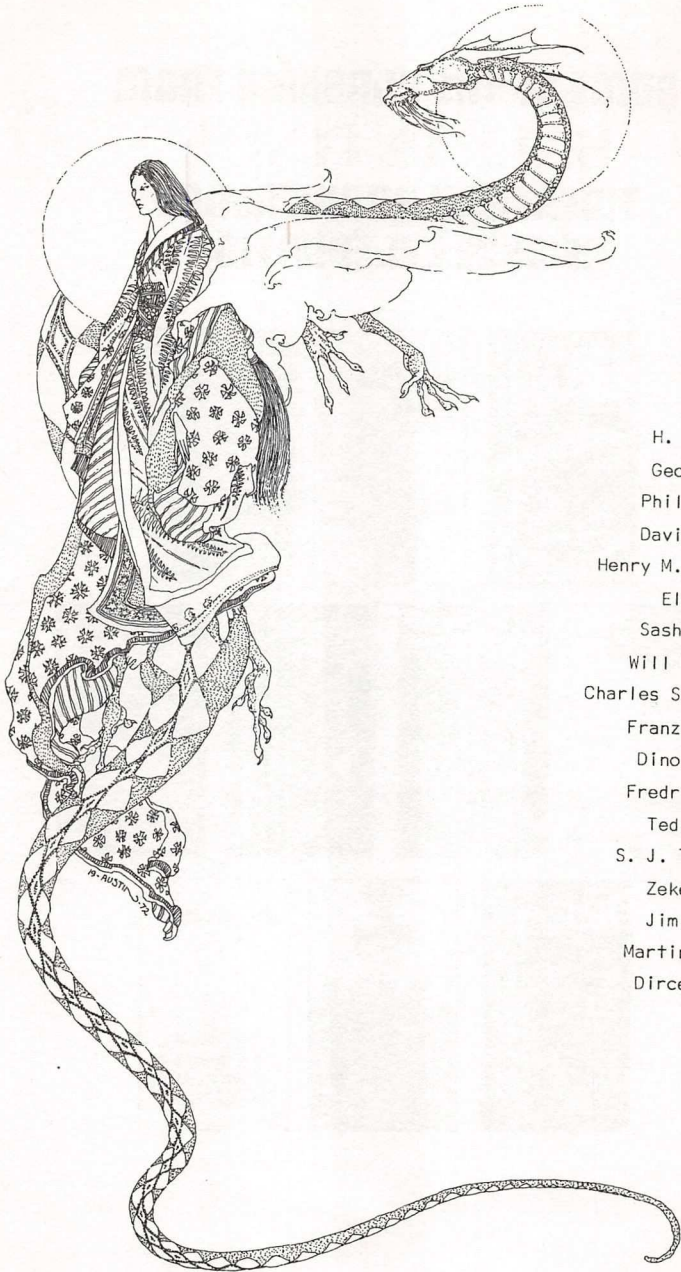 H.
Geo
Phil
Davi
Henry M.
El
Sash
Will
Charles S
Franz
Dino
Fredr
Ted
S. J. T
Zeke
Jim
Martin
Dirce
19-AUSTIN-72